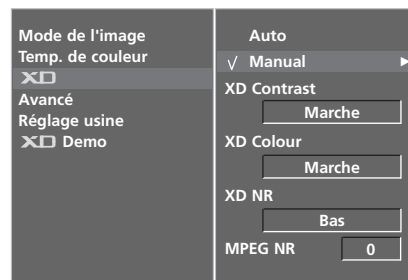 Mode de l'image
Temp. de couleur
XD
Avancé
Réglage usine
XD Demo
Auto
√ Manual
XD Contrast
Marche
XD Colour
Marche
XD NR
Bas
MPEG NR 0